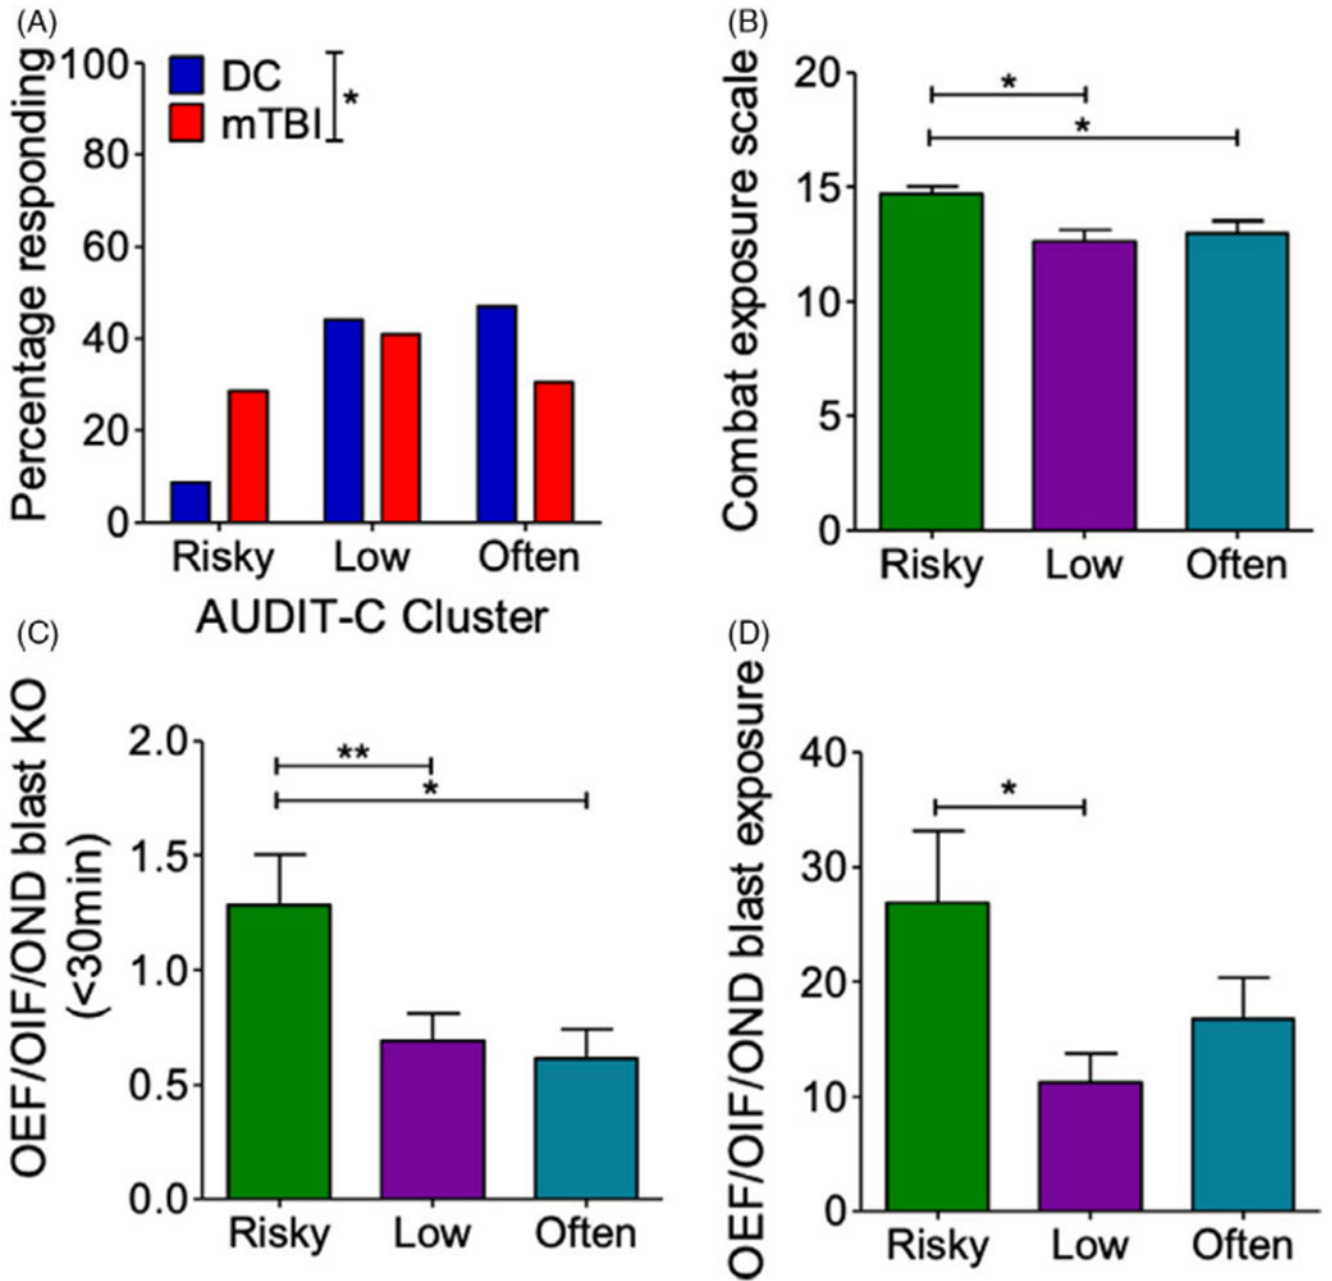 (A)
Percentage responding
100
80
60
40
20
0
DC
mTBI
*
Risky Low Often
AUDIT-C Cluster
(B)
Combat exposure scale
20
15
10
5
0
*
*
Risky Low Often
(C)
OEF/OIF/OND blast KO
(<30min)
2.0
1.5
1.0
0.5
0.0
**
*
Risky Low Often
(D)
OEF/OIF/OND blast exposure
40
30
20
10
0
*
Risky Low Often